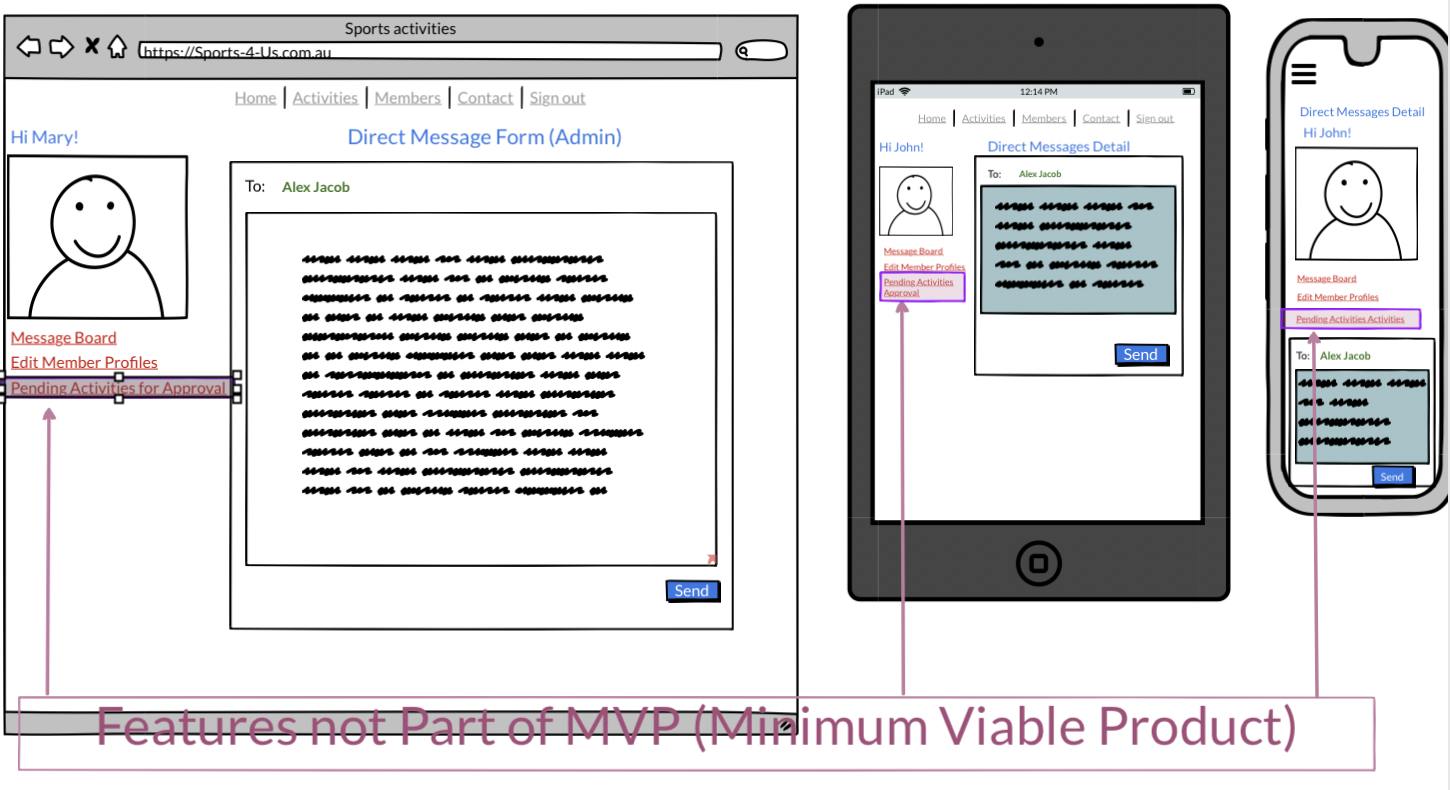 Sports activities
https://Sports-4-Us.com.au
Home | Activities | Members | Contact | Sign out
Hi Mary!
Direct Message Form (Admin)
To: Alex Jacob
Message Board
Edit Member Profiles
Pending Activities for Approval
Send
iPad 12:14 PM
Home | Activities | Members | Contact | Sign out
Hi John!
Direct Messages Detail
To: Alex Jacob
Message Board
Edit Member Profiles
Pending Activities
Approval
Send
Direct Messages Detail
Hi John!
Message Board
Edit Member Profiles
Pending Activities Activities
To: Alex Jacob
Send
Features not Part of MVP (Minimum Viable Product)